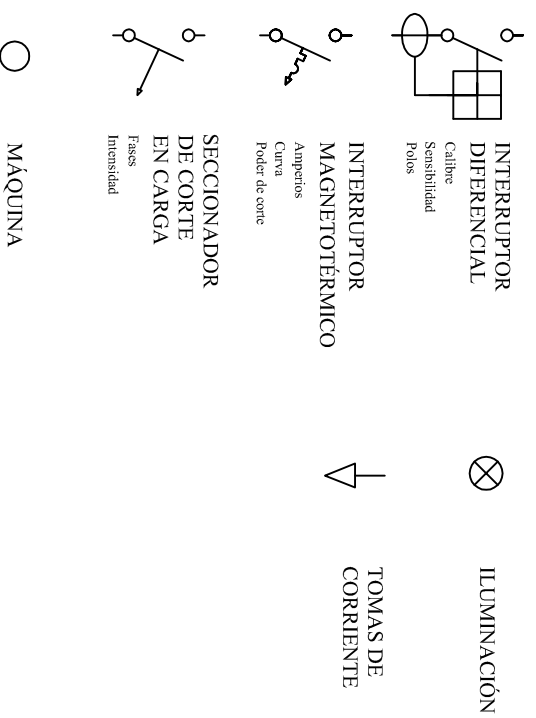 INTERRUPTOR
DIFERENCIAL
Calibre
Sensibilidad
Polos
INTERRUPTOR
MAGNETOTÉRMICO
Amperios
Curva
Poder de corte
SECCIONADOR
DE CORTE
EN CARGA
Fases
Intensidad
MÁQUINA
ILUMINACIÓN
TOMAS DE
CORRIENTE